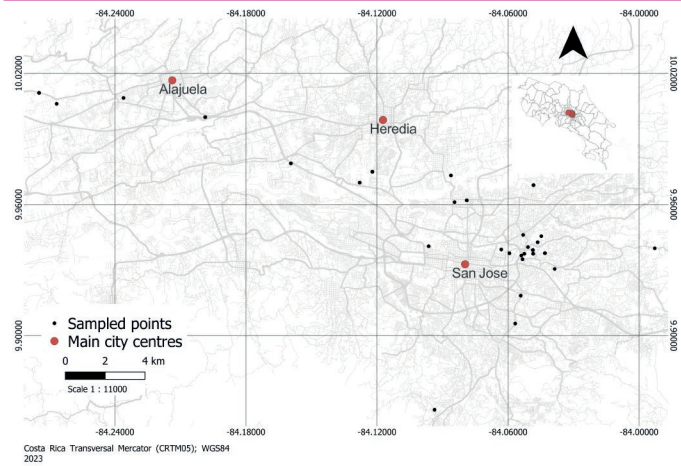 -84.24000 -84.18000 -84.12000 -84.06000 -84.00000
10.02000 10.02000
Alajuela
Heredia
9.96000 9.96000
San Jose
Sampled points
Main city centres
9.90000 9.90000
0 2 4 km
Scale 1 : 11000
-84.24000 -84.18000 -84.12000 -84.06000 -84.00000
Costa Rica Transversal Mercator (CRTM05); WGS84
2023